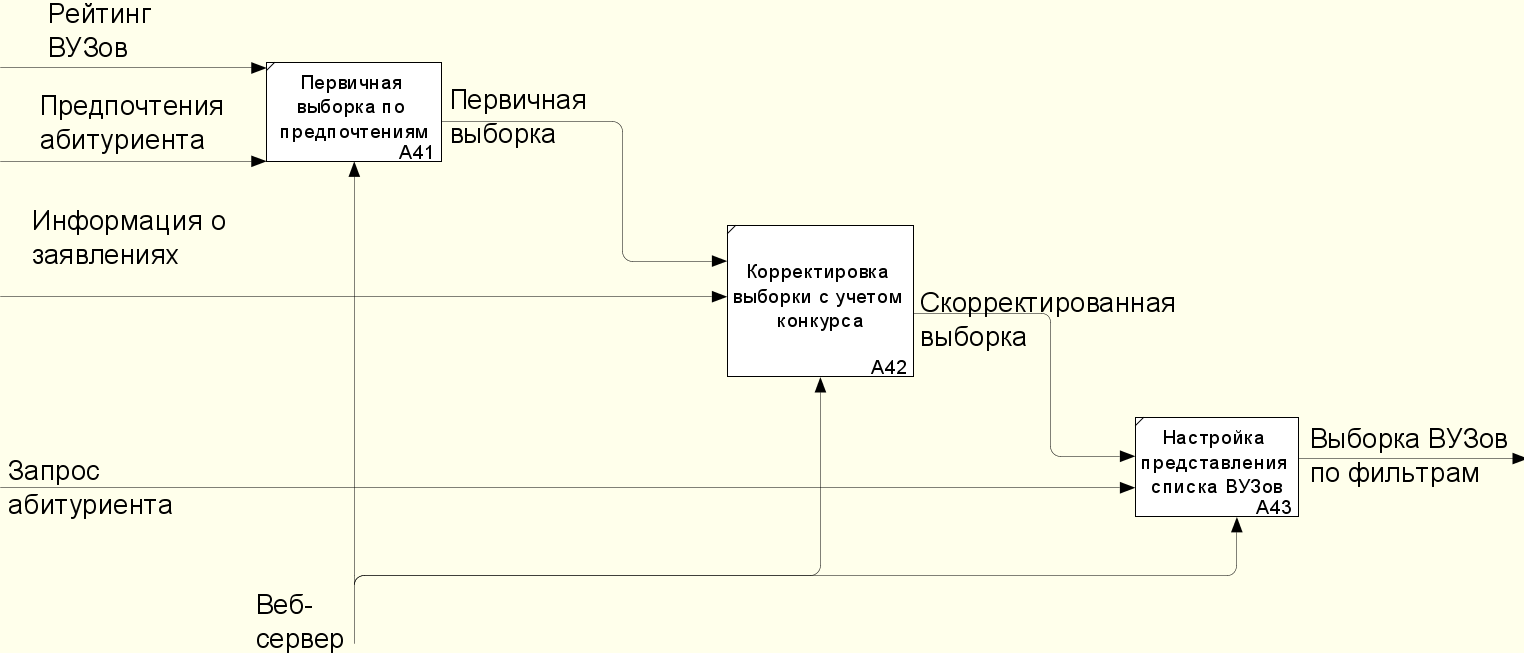 Рейтинг
ВУЗов
Первичная
выборка по
предпочтениям
A41
Предпочтения
абитуриента
Первичная
выборка
Информация о
заявлениях
Корректировка
выборки с учетом
конкурса
A42
Скорректированная
выборка
Запрос
абитуриента
Настройка
представления
списка ВУЗов
A43
Выборка ВУЗов
по фильтрам
Веб-
сервер